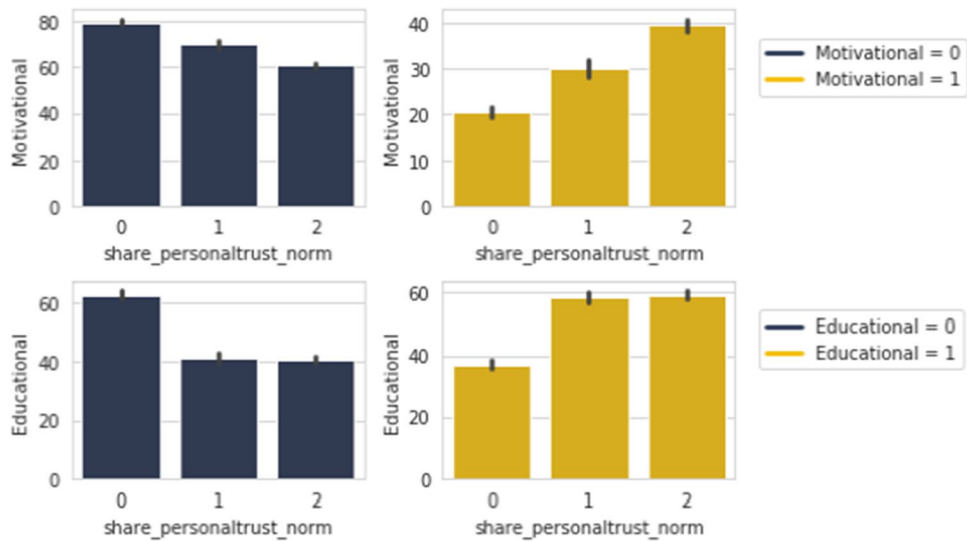 80
60
40
20
0
Motivational
0 1 2
share_personaltrust_norm
40
30
20
10
0
Motivational
0 1 2
share_personaltrust_norm
Motivational = 0
Motivational = 1
60
40
20
0
Educational
0 1 2
share_personaltrust_norm
60
40
20
0
Educational
0 1 2
share_personaltrust_norm
Educational = 0
Educational = 1